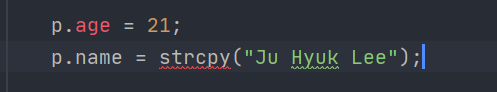 p.age = 21;
p.name = strcpy("Ju Hyuk Lee");